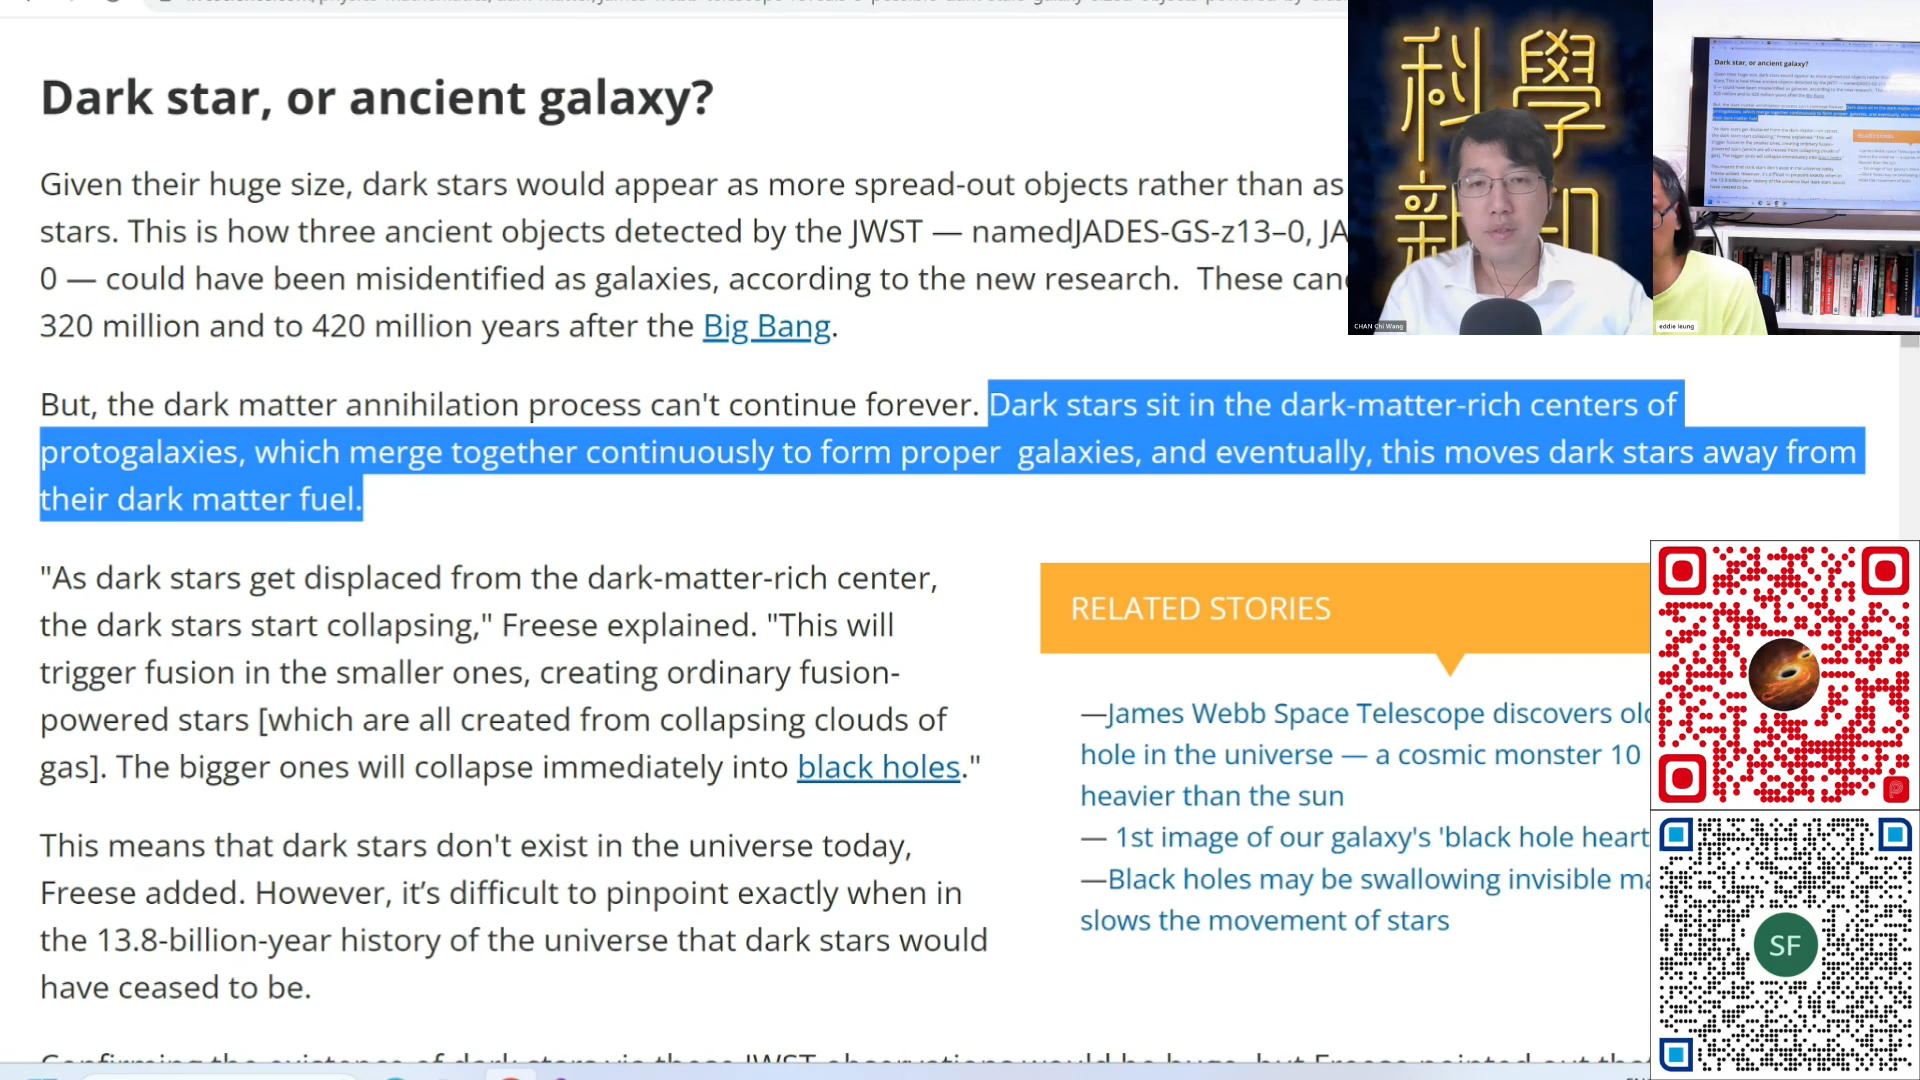 Dark star, or ancient galaxy?
Given their huge size, dark stars would appear as more spread-out objects rather than as
stars. This is how three ancient objects detected by the JWST — namedJADES-GS-z13–0, JA
0 — could have been misidentified as galaxies, according to the new research.  These can
320 million and to 420 million years after the Big Bang.
But, the dark matter annihilation process can't continue forever. Dark stars sit in the dark-matter-rich centers of
protogalaxies, which merge together continuously to form proper  galaxies, and eventually, this moves dark stars away from
their dark matter fuel.
"As dark stars get displaced from the dark-matter-rich center,
the dark stars start collapsing," Freese explained. "This will
trigger fusion in the smaller ones, creating ordinary fusion-
powered stars [which are all created from collapsing clouds of
gas]. The bigger ones will collapse immediately into black holes."
This means that dark stars don't exist in the universe today,
Freese added. However, it’s difficult to pinpoint exactly when in
the 13.8-billion-year history of the universe that dark stars would
have ceased to be.
RELATED STORIES
—James Webb Space Telescope discovers old
hole in the universe — a cosmic monster 10
heavier than the sun
— 1st image of our galaxy's 'black hole heart
—Black holes may be swallowing invisible ma
slows the movement of stars
科學
新知
CHAN Chi Wang
eddie leung
Dark star, or ancient galaxy?
SF